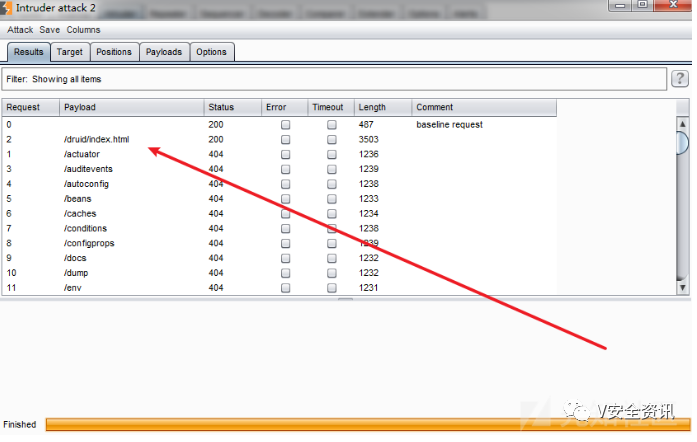 Intruder attack 2
Attack Save Columns
Results Target Positions Payloads Options
Filter: Showing all items
?
Request Payload Status Error Timeout Length Comment
0 200 487 baseline request
2 /druid/index.html 200 3503
1 /actuator 404 1236
3 /auditevents 404 1239
4 /autoconfig 404 1238
5 /beans 404 1233
6 /caches 404 1234
7 /conditions 404 1238
8 /configprops 404 1239
9 /docs 404 1232
10 /dump 404 1232
11 /env 404 1231
V安全资讯
Finished